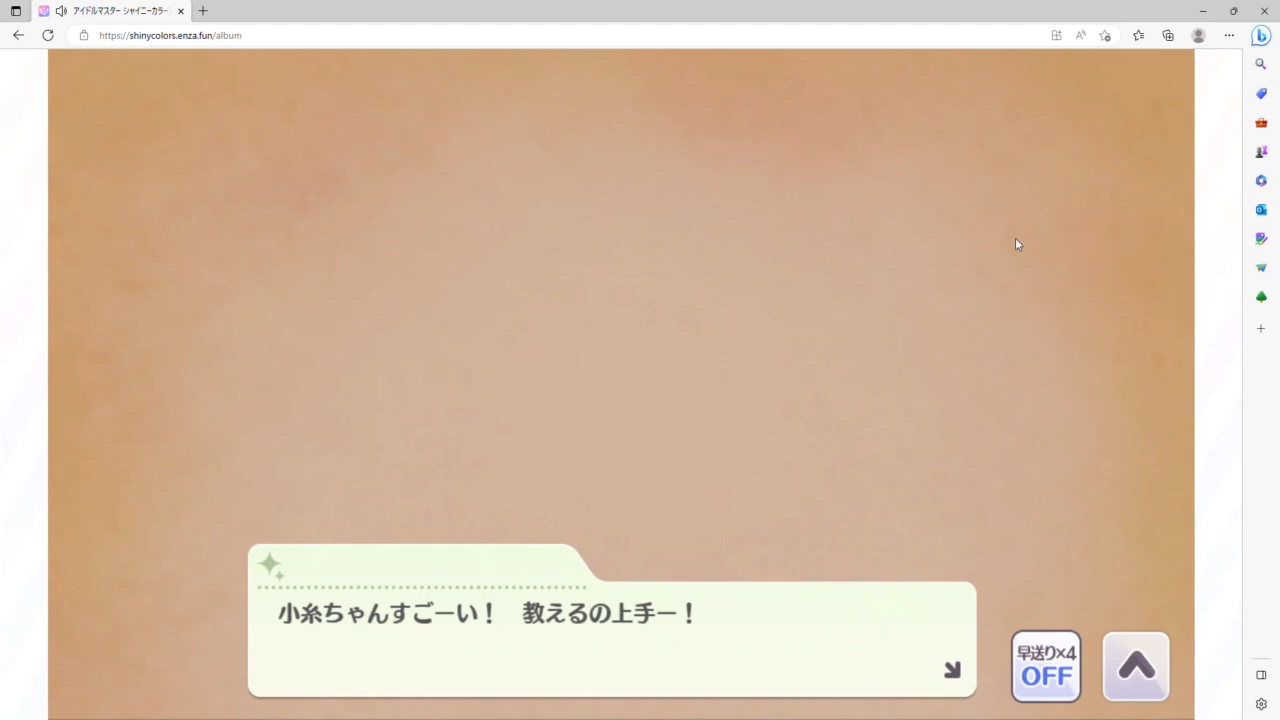 アイドルマスター シャイニーカラー
https://shinycolors.enza.fun/album
小糸ちゃんすごーい！　教えるの上手ー！
早送り×4
OFF